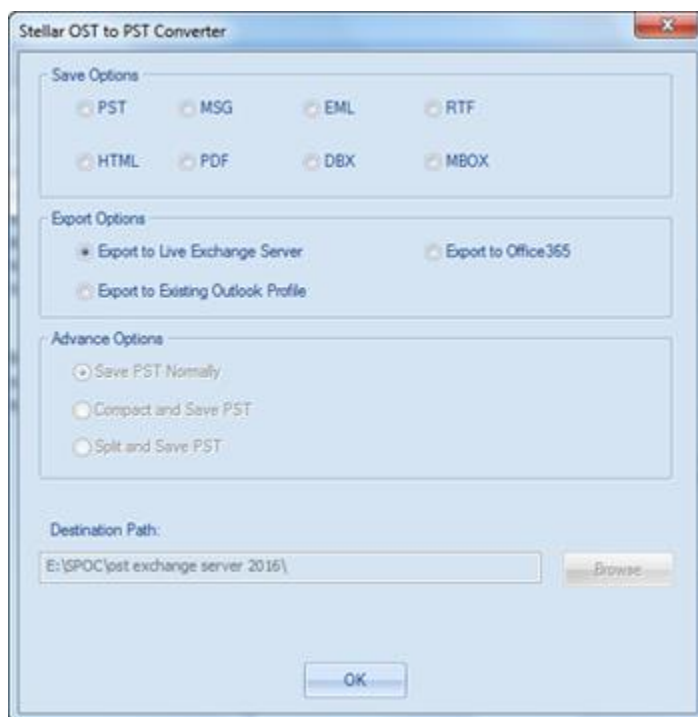 Stellar OST to PST Converter
Save Options
PST MSG EML RTF
HTML PDF DBX MBOX
Export Options
Export to Live Exchange Server Export to Office365
Export to Existing Outlook Profile
Advance Options
Save PST Normally
Compact and Save PST
Split and Save PST
Destination Path:
E:\SPOC\ost exchange server 2016\
Browse
OK